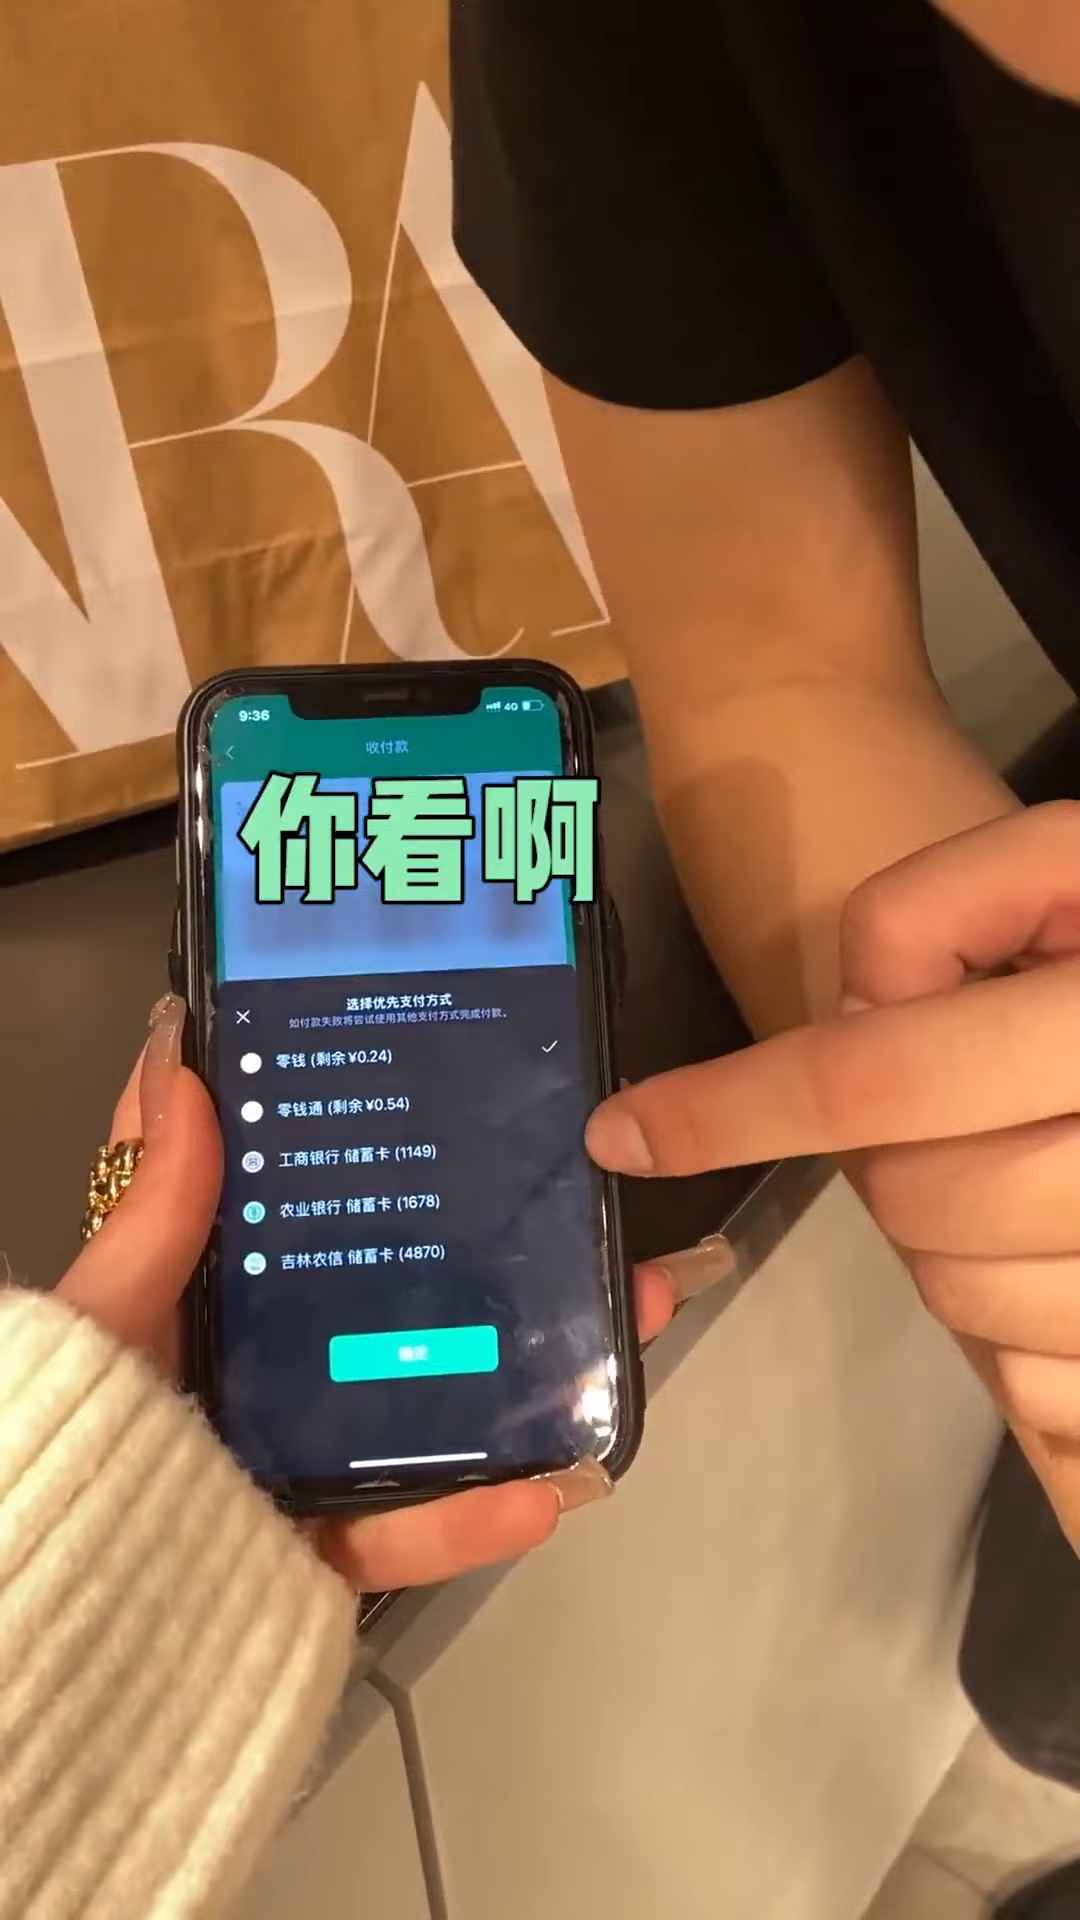 ZARA
9:36
4G
收付款
你看啊
选择优先支付方式
如付款失败将尝试使用其他支付方式完成付款。
零钱 (剩余¥0.24)
零钱通 (剩余¥0.54)
工商银行 储蓄卡 (1149)
农业银行 储蓄卡 (1678)
吉林农信 储蓄卡 (4870)
确定